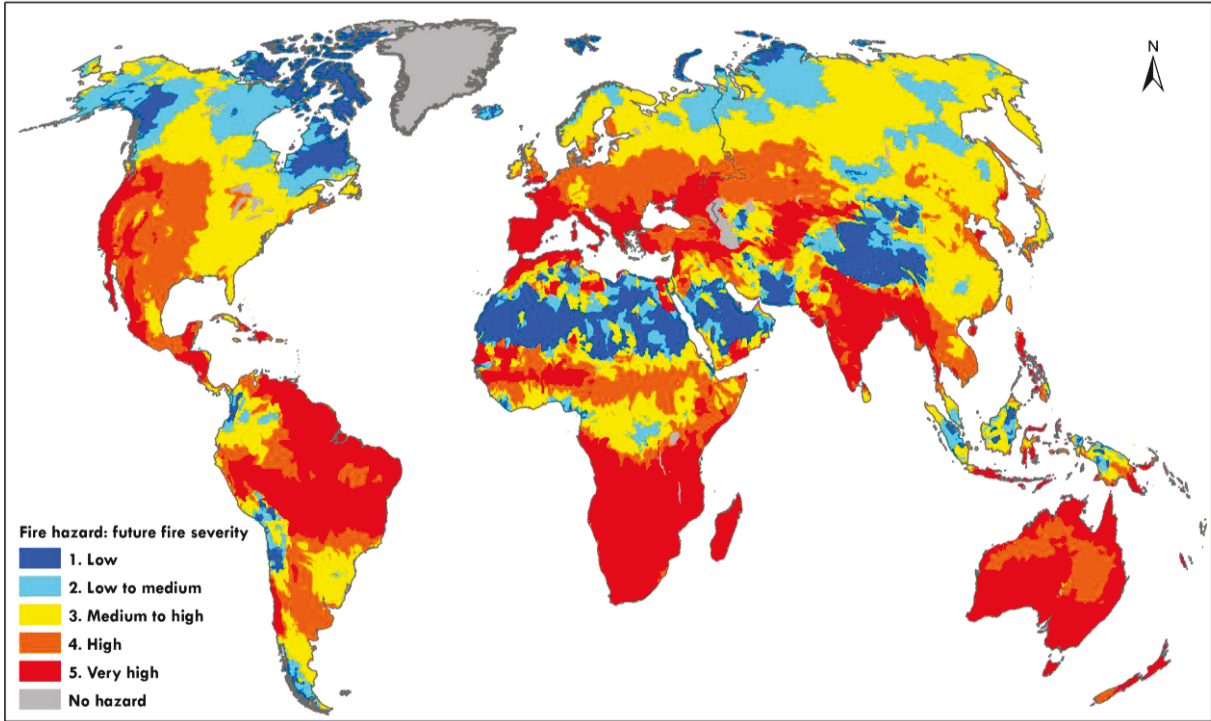 N
Fire hazard: future fire severity
1. Low
2. Low to medium
3. Medium to high
4. High
5. Very high
No hazard